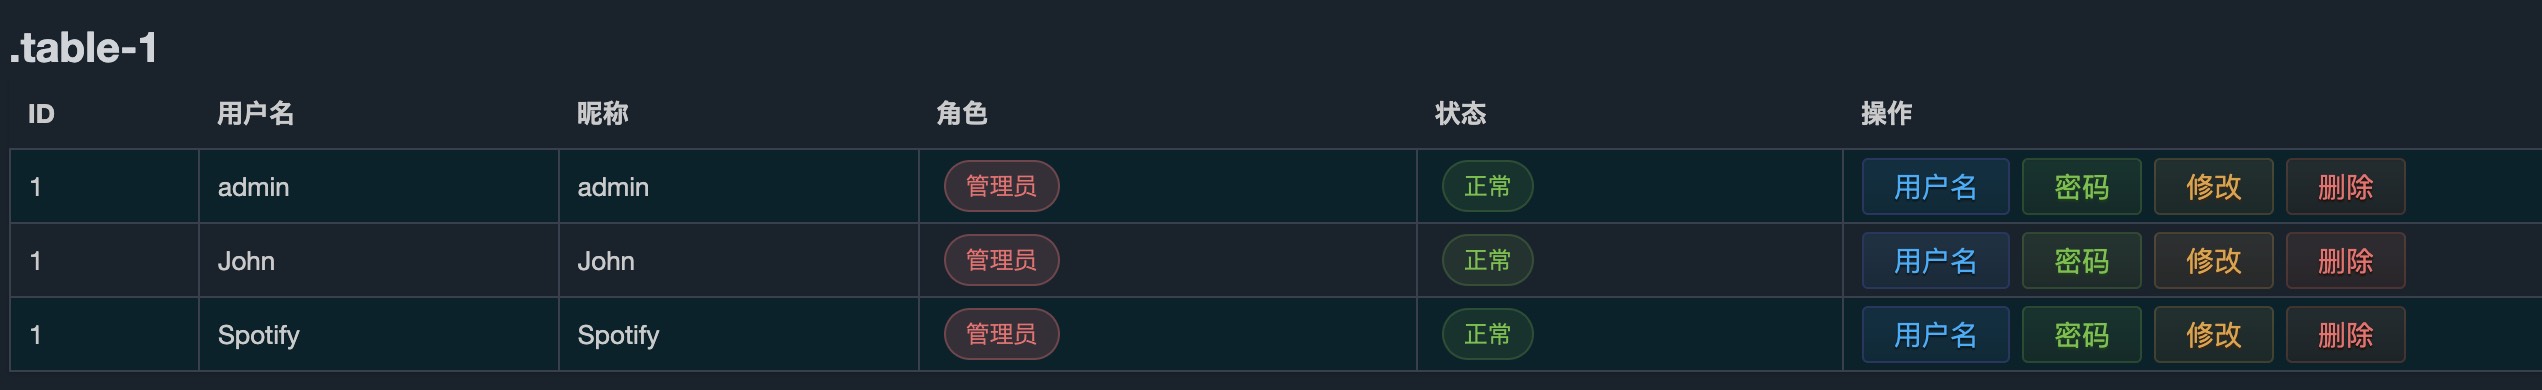 .table-1
ID 用户名 昵称 角色 状态 操作
1 admin admin 管理员 正常 用户名 密码 修改 删除
1 John John 管理员 正常 用户名 密码 修改 删除
1 Spotify Spotify 管理员 正常 用户名 密码 修改 删除